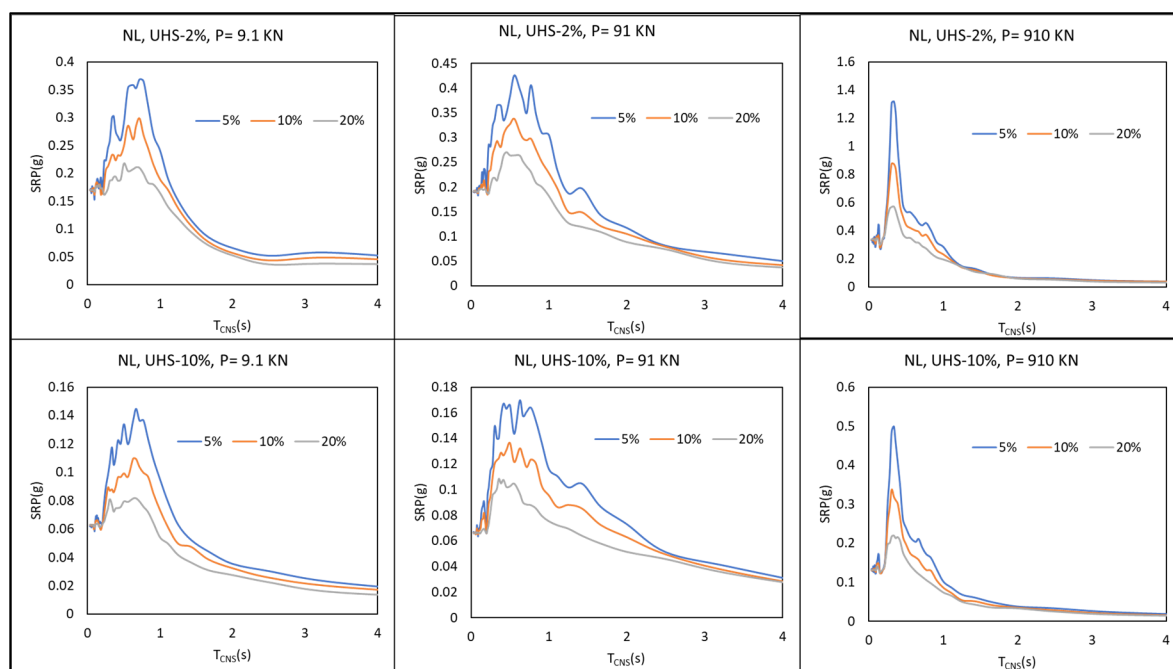 NL, UHS-2%, P= 9.1 KN
0.4
0.35
0.3
0.25
0.2
0.15
0.1
0.05
0
SRP(g)
5% 10% 20%
0 1 2 3 4
T_CNS(s)
NL, UHS-2%, P= 91 KN
0.45
0.4
0.35
0.3
0.25
0.2
0.15
0.1
0.05
0
SRP(g)
5% 10% 20%
0 1 2 3 4
T_CNS(s)
NL, UHS-2%, P= 910 KN
1.6
1.4
1.2
1
0.8
0.6
0.4
0.2
0
SRP(g)
5% 10% 20%
0 1 2 3 4
T_CNS(s)
NL, UHS-10%, P= 9.1 KN
0.16
0.14
0.12
0.1
0.08
0.06
0.04
0.02
0
SRP(g)
5% 10% 20%
0 1 2 3 4
T_CNS(s)
NL, UHS-10%, P= 91 KN
0.18
0.16
0.14
0.12
0.1
0.08
0.06
0.04
0.02
0
SRP(g)
5% 10% 20%
0 1 2 3 4
T_CNS(s)
NL, UHS-10%, P= 910 KN
0.6
0.5
0.4
0.3
0.2
0.1
0
SRP(g)
5% 10% 20%
0 1 2 3 4
T_CNS(s)